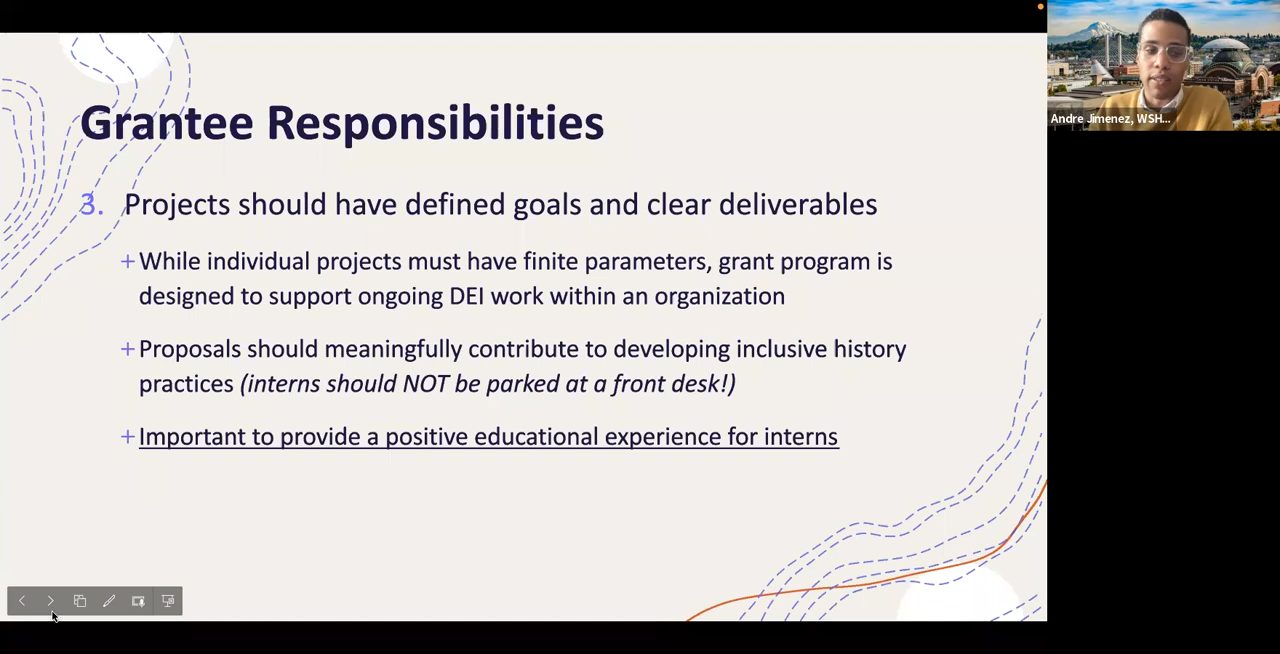 Grantee Responsibilities
3. Projects should have defined goals and clear deliverables
+ While individual projects must have finite parameters, grant program is
designed to support ongoing DEI work within an organization
+ Proposals should meaningfully contribute to developing inclusive history
practices (interns should NOT be parked at a front desk!)
+ Important to provide a positive educational experience for interns
Andre Jimenez, WSH...